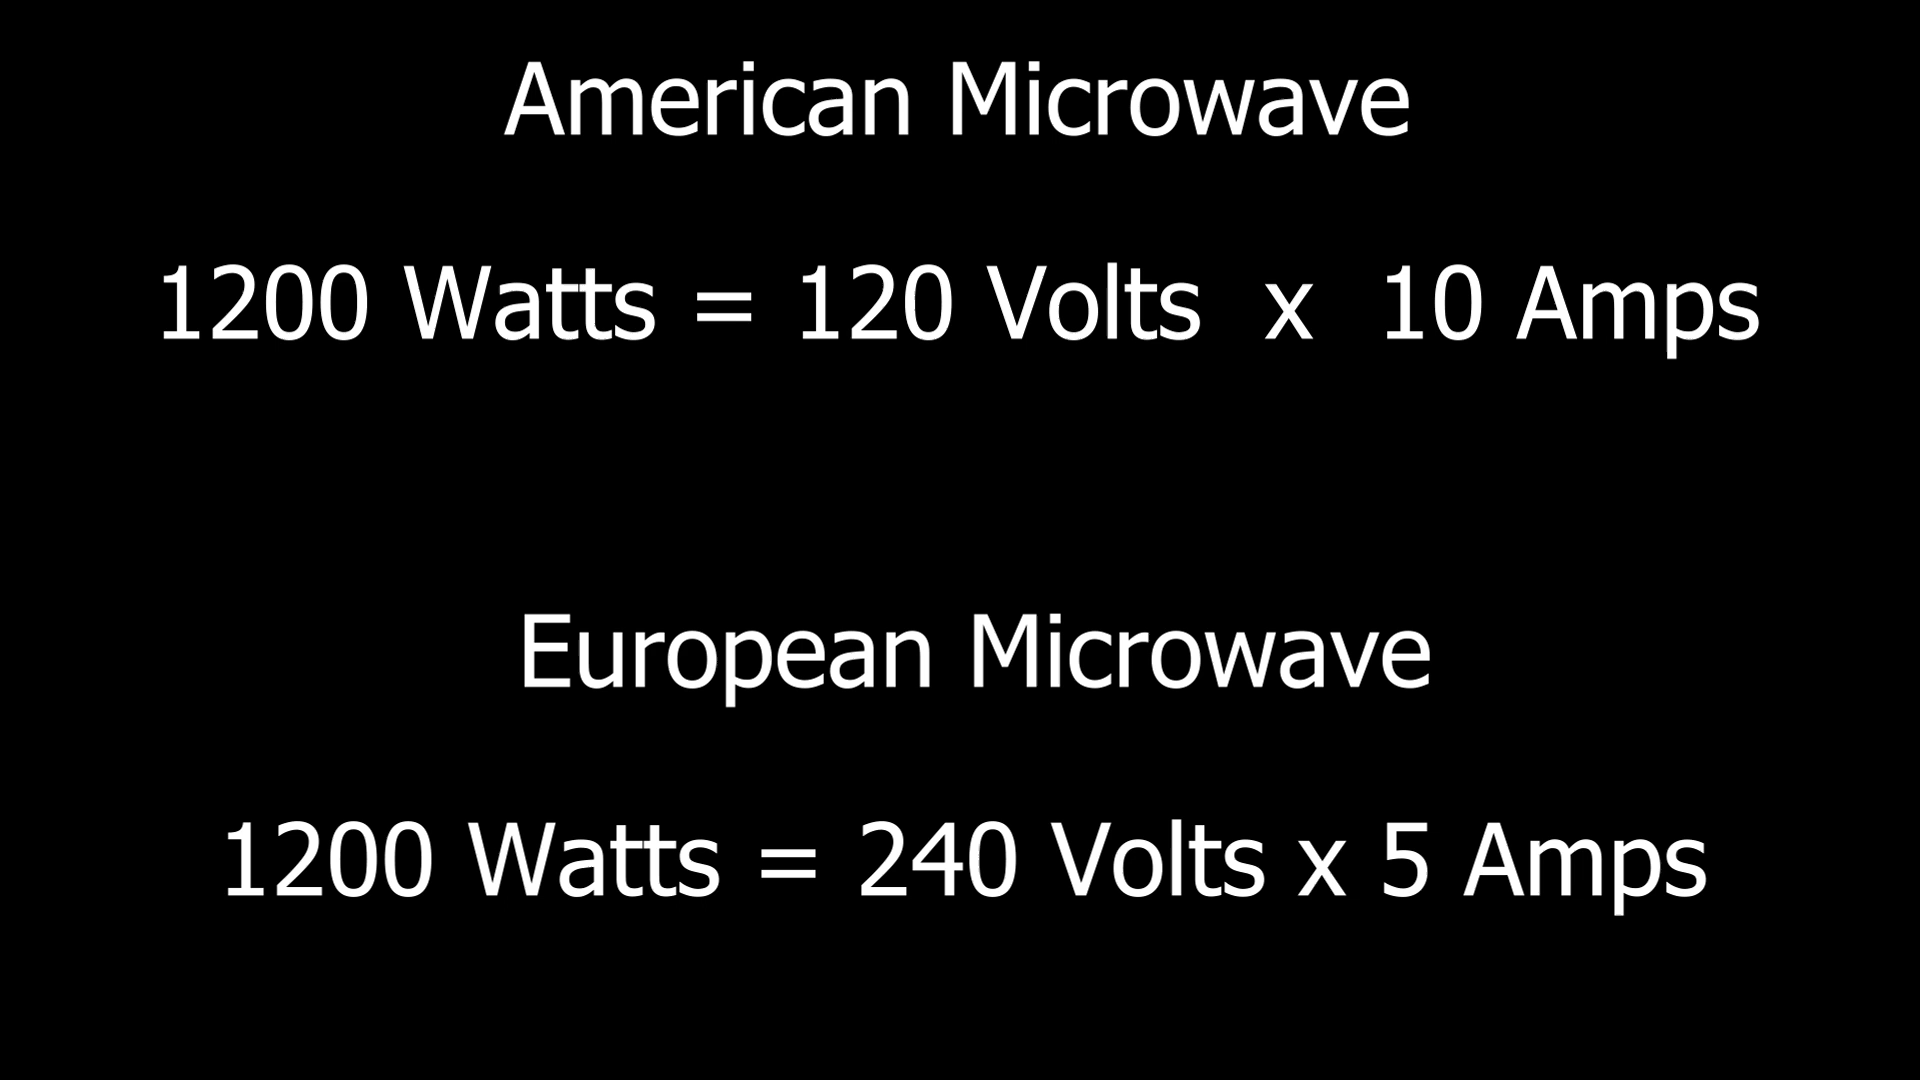 American Microwave
1200 Watts = 120 Volts x 10 Amps
European Microwave
1200 Watts = 240 Volts x 5 Amps